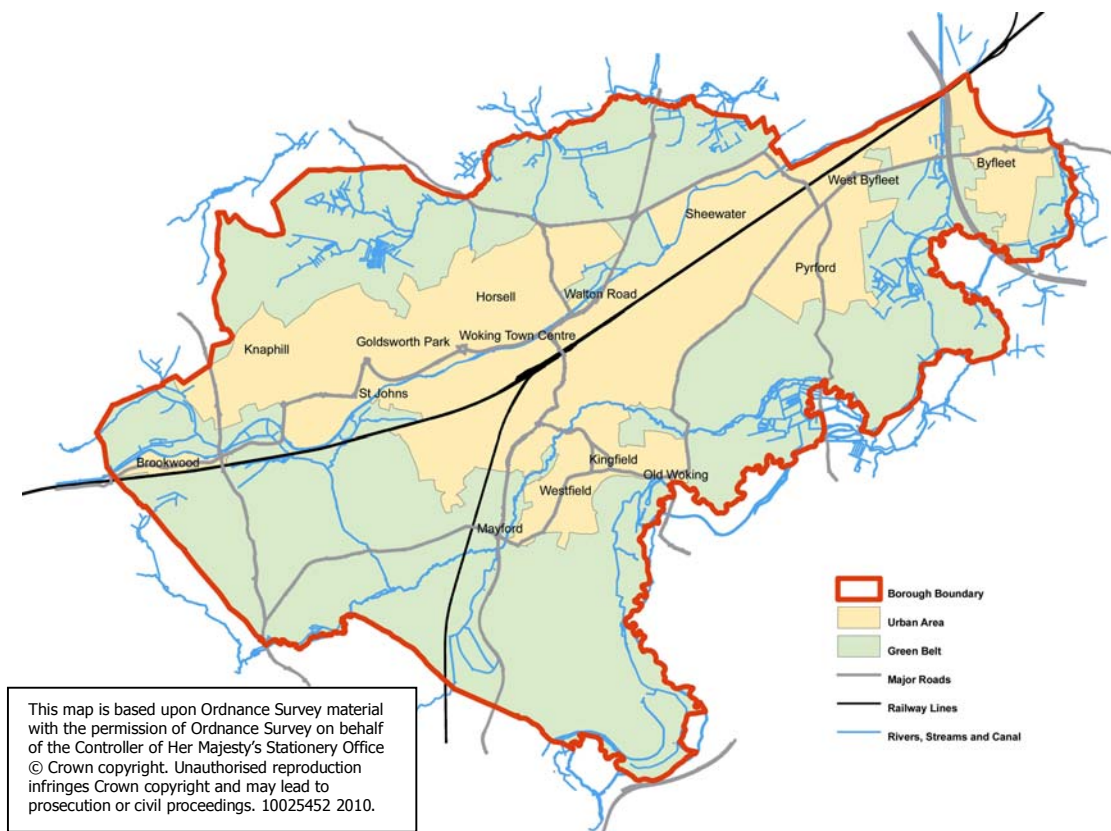 Byfleet
West Byfleet
Sheewater
Pyrford
Horsell
Walton Road
Woking Town Centre
Goldsworth Park
Knaphill
St Johns
Brookwood
Kingfield
Old Woking
Westfield
Mayford
Borough Boundary
Urban Area
Green Belt
Major Roads
Railway Lines
Rivers, Streams and Canal
This map is based upon Ordnance Survey material
with the permission of Ordnance Survey on behalf
of the Controller of Her Majesty's Stationery Office
© Crown copyright. Unauthorised reproduction
infringes Crown copyright and may lead to
prosecution or civil proceedings. 10025452 2010.